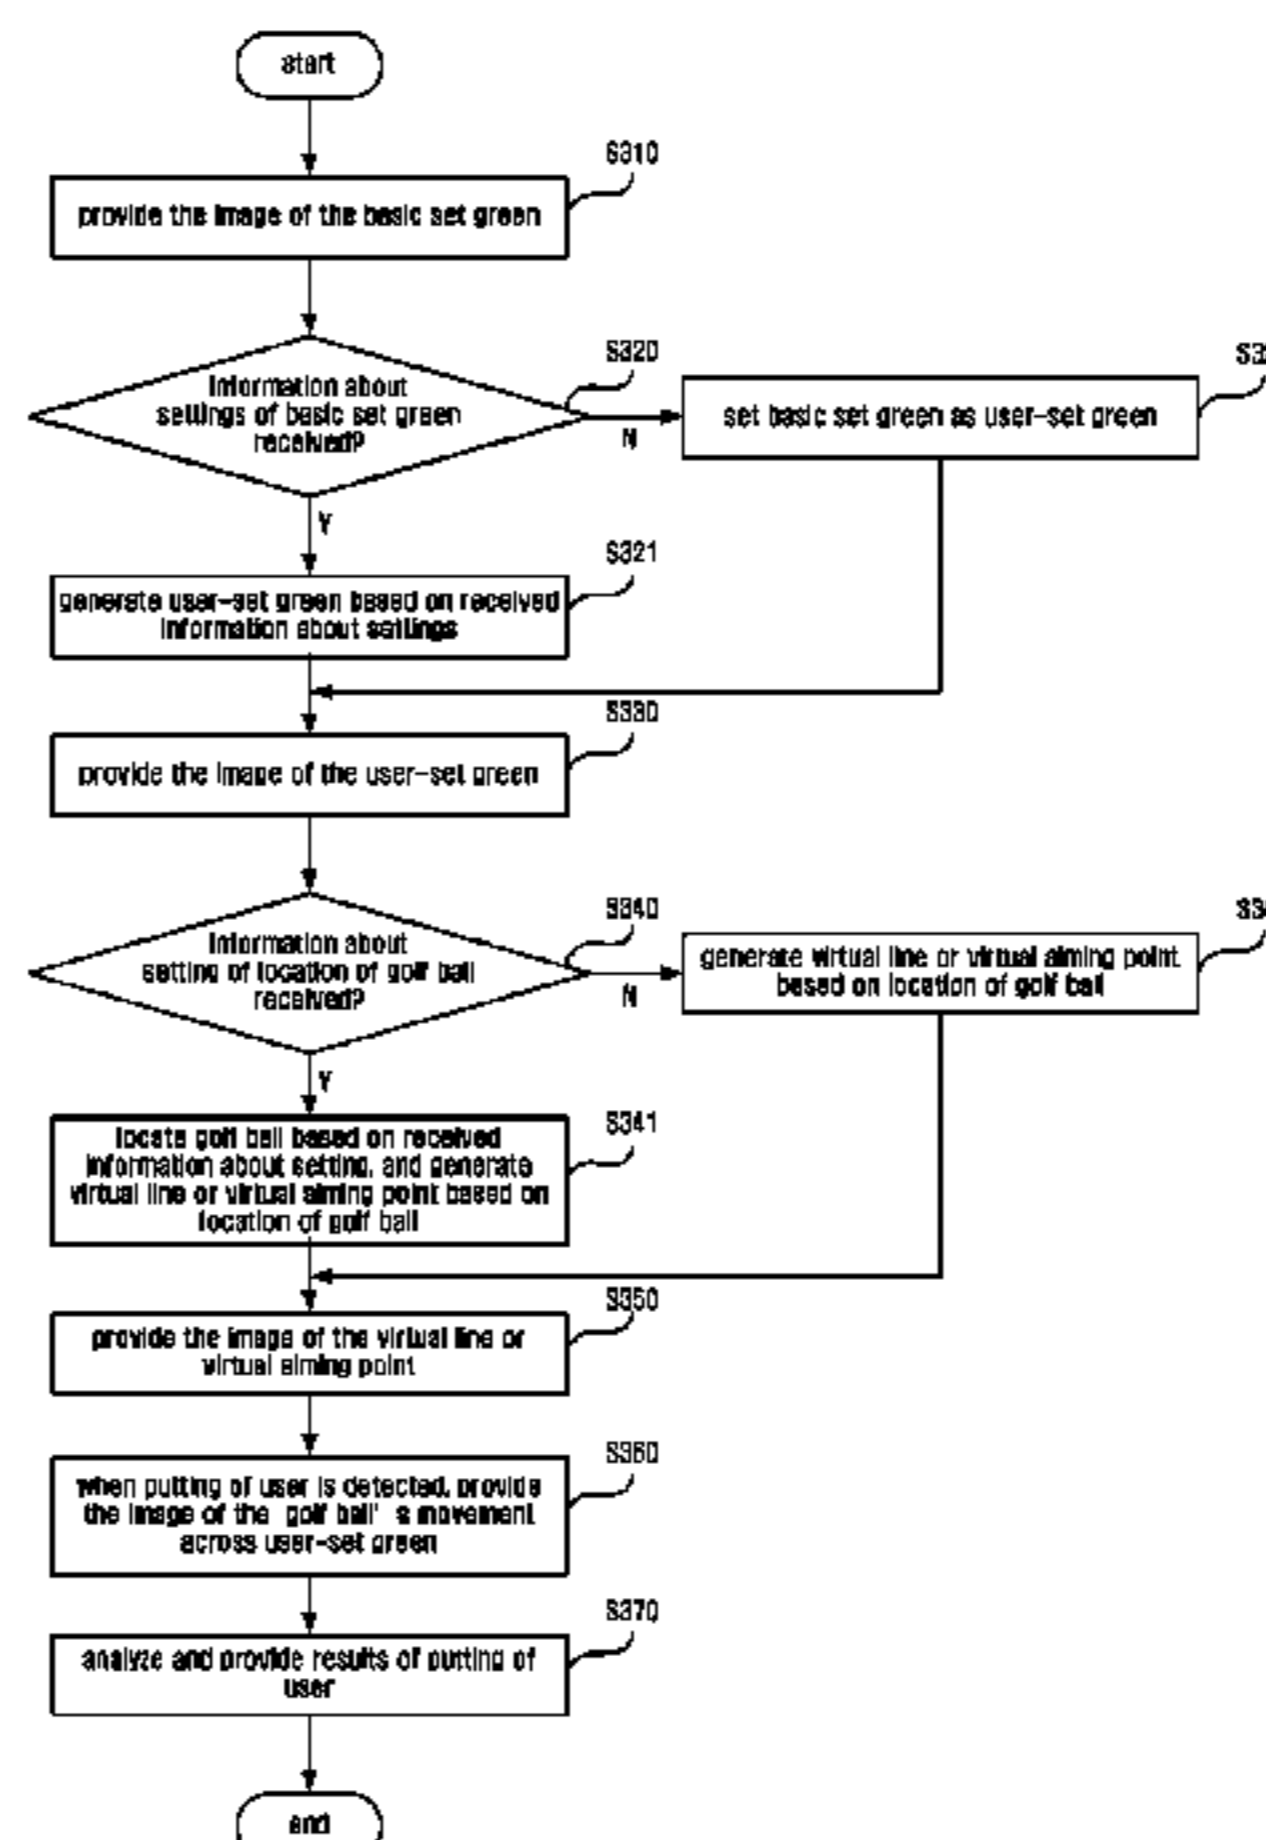 start
S310
provide the image of the basic set green
S320
information about
settings of basic set green
received?
N
set basic set green as user-set green
Y
S321
generate user-set green based on received
information about settings
S330
provide the image of the user-set green
S340
information about
setting of location of golf ball
received?
N
generate virtual line or virtual aiming point
based on location of golf ball
Y
S341
locate golf ball based on received
information about setting, and generate
virtual line or virtual aiming point based on
location of golf ball
S350
provide the image of the virtual line or
virtual aiming point
S360
when putting of user is detected, provide
the image of the golf ball' s movement
across user-set green
S370
analyze and provide results of putting of
user
end